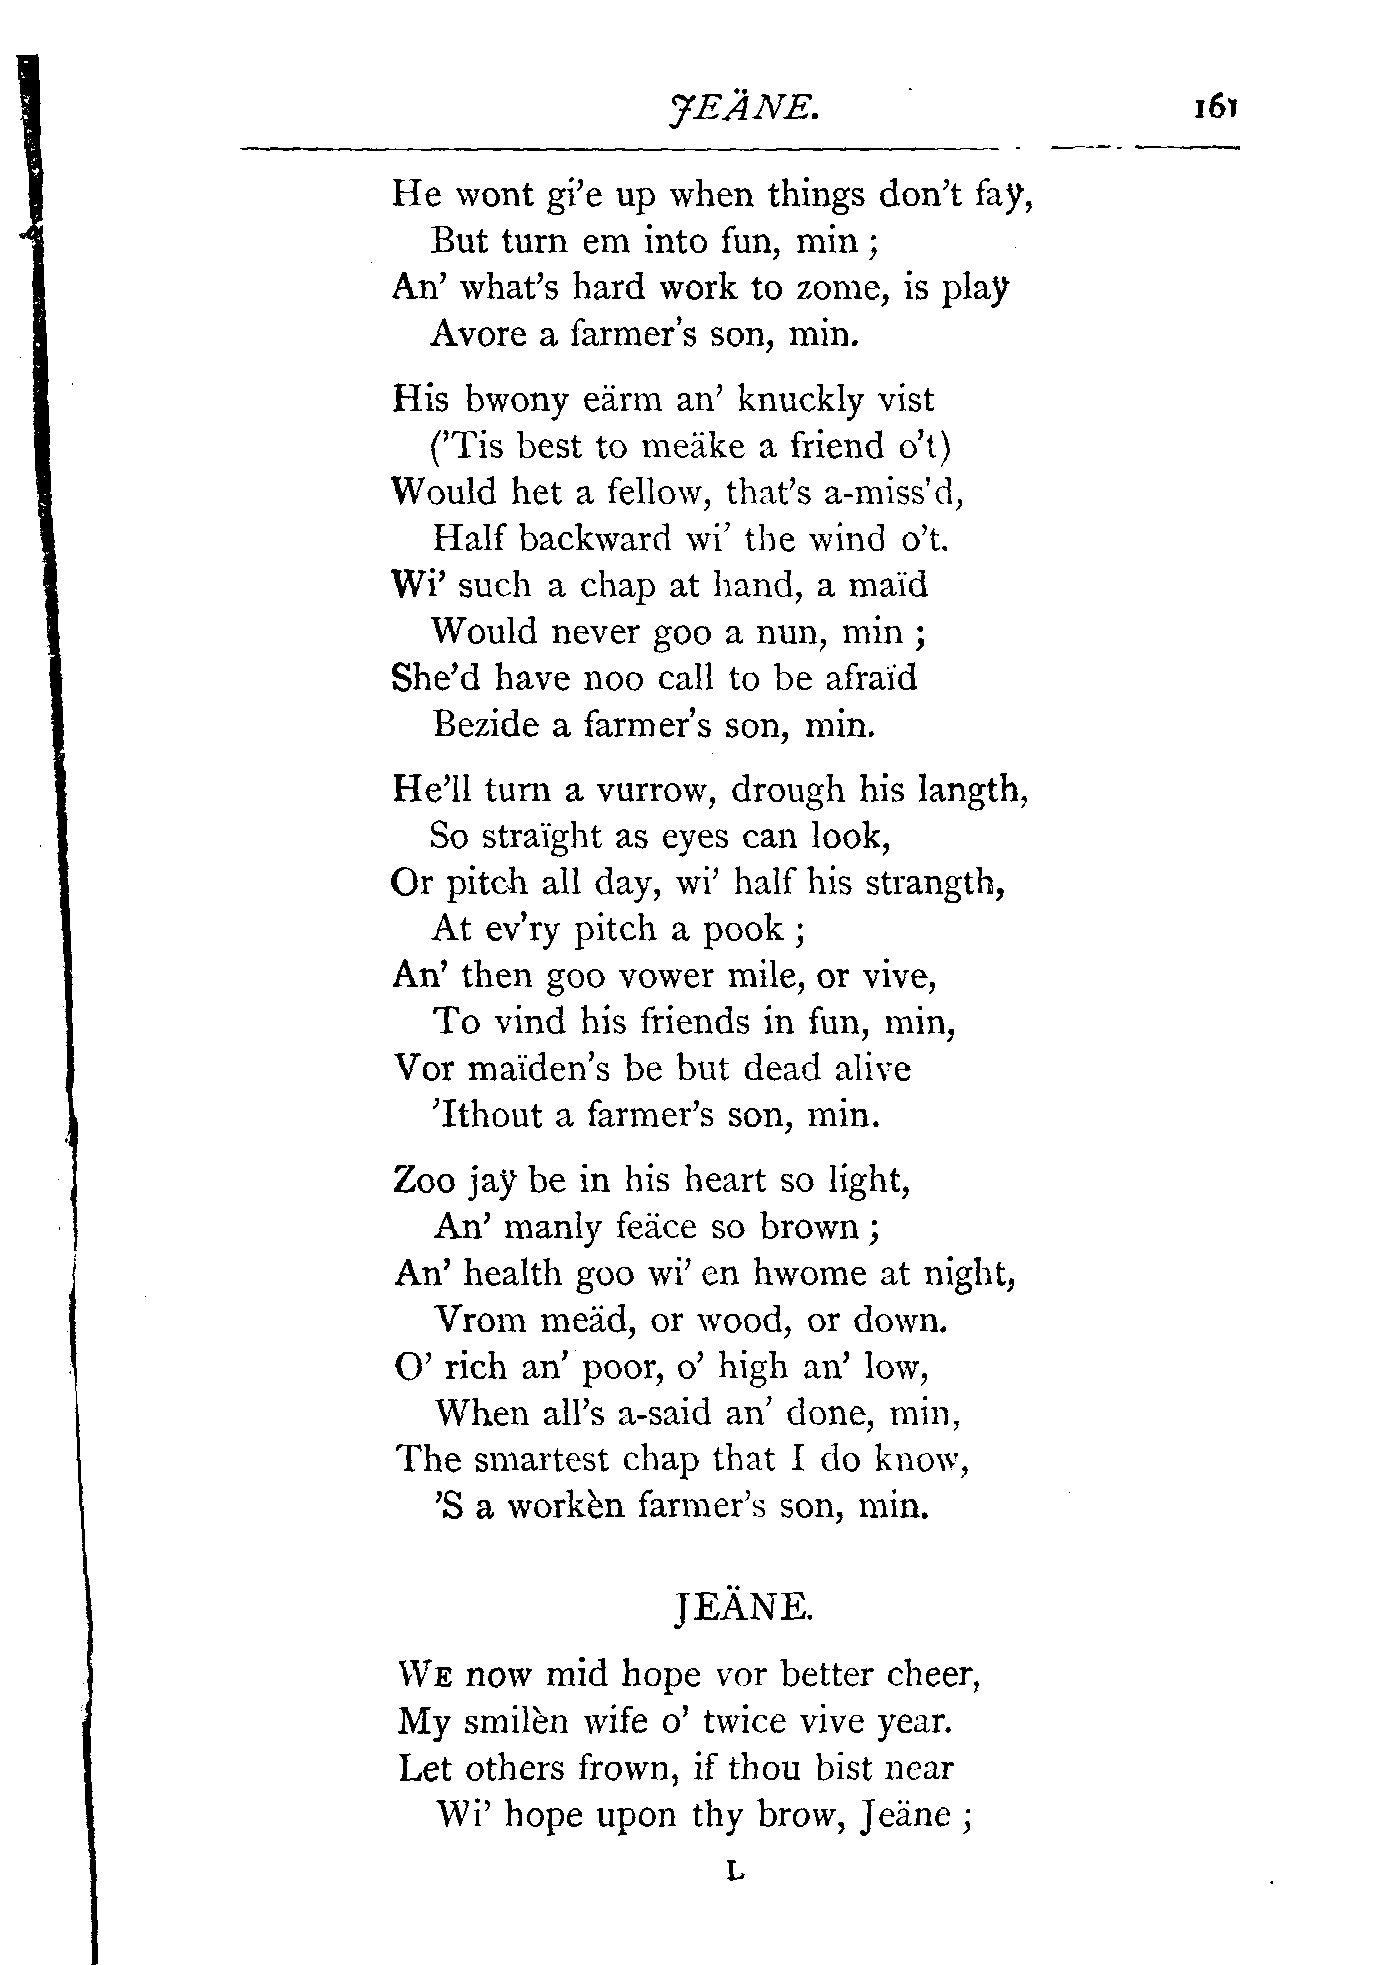 JEÄNE. 161
He wont gi'e up when things don't faÿ,
But turn em into fun, min ;
An' what's hard work to zome, is plaÿ
Avore a farmer's son, min.
His bwony eärm an' knuckly vist
('Tis best to meäke a friend o't)
Would het a fellow, that's a-miss'd,
Half backward wi' the wind o't.
Wi' such a chap at hand, a maïd
Would never goo a nun, min ;
She'd have noo call to be afraïd
Bezide a farmer's son, min.
He'll turn a vurrow, drough his langth,
So straïght as eyes can look,
Or pitch all day, wi' half his strangth,
At ev'ry pitch a pook ;
An' then goo vower mile, or vive,
To vind his friends in fun, min,
Vor maïden's be but dead alive
'Ithout a farmer's son, min.
Zoo jaÿ be in his heart so light,
An' manly feäce so brown ;
An' health goo wi' en hwome at night,
Vrom meäd, or wood, or down.
O' rich an' poor, o' high an' low,
When all's a-said an' done, min,
The smartest chap that I do know,
'S a workèn farmer's son, min.
JEÄNE.
WE now mid hope vor better cheer,
My smilèn wife o' twice vive year.
Let others frown, if thou bist near
Wi' hope upon thy brow, Jeäne ;
L